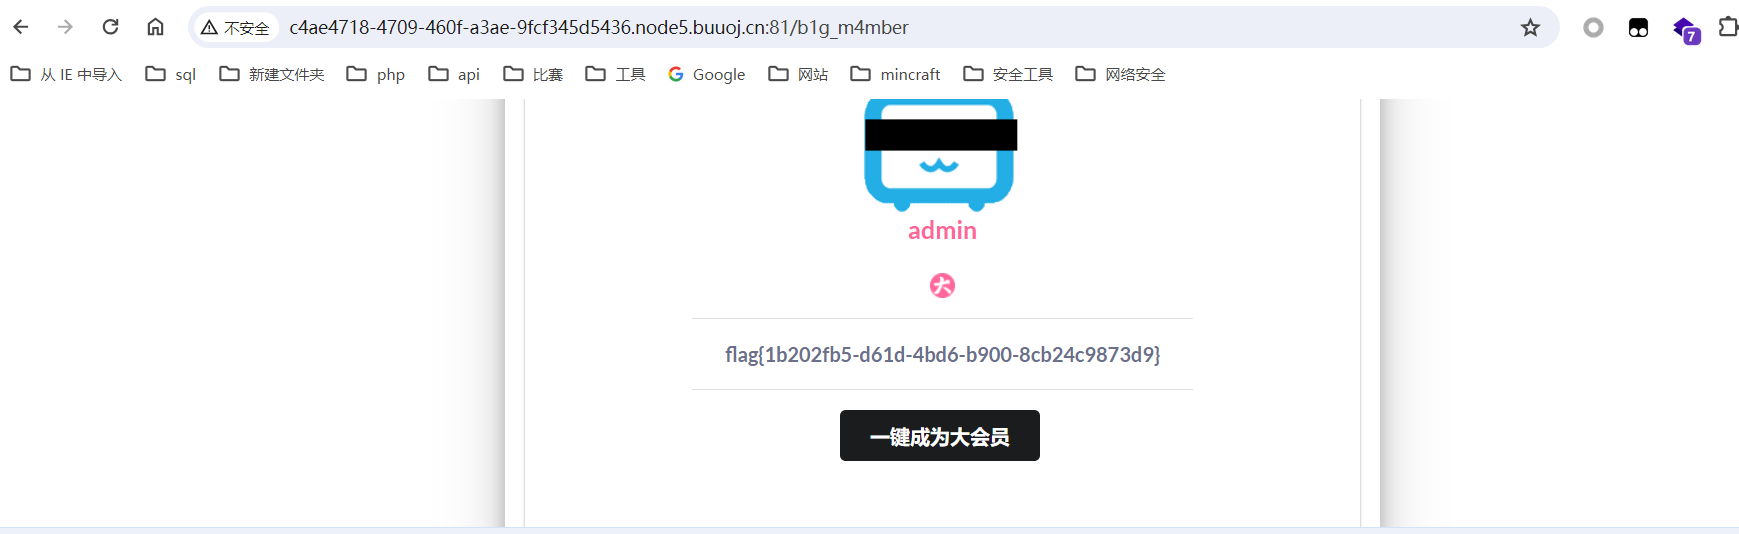 不安全 c4ae4718-4709-460f-a3ae-9fcf345d5436.node5.buuoj.cn:81/b1g_m4mber
7
从 IE 中导入 sql 新建文件夹 php api 比赛 工具 Google 网站 mincraft 安全工具 网络安全
admin
大
flag{1b202fb5-d61d-4bd6-b900-8cb24c9873d9}
一键成为大会员